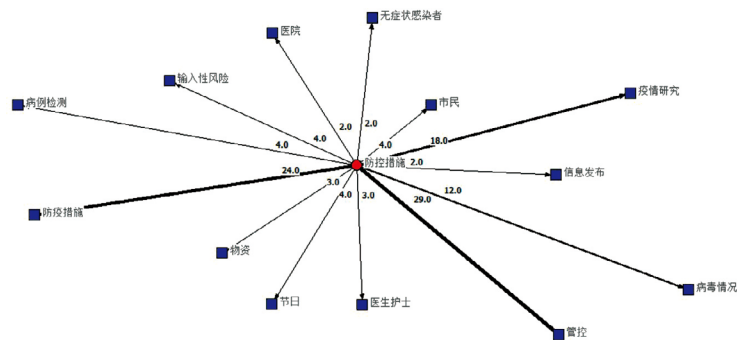 无症状感染者
医院
输入性风险
疫情研究
病例检测
市民
2.0
2.0
4.0
4.0
18.0
4.0
防控措施
2.0
24.0
信息发布
3.0
12.0
4.0
3.0
29.0
防疫措施
物资
病毒情况
节日
医生护士
管控